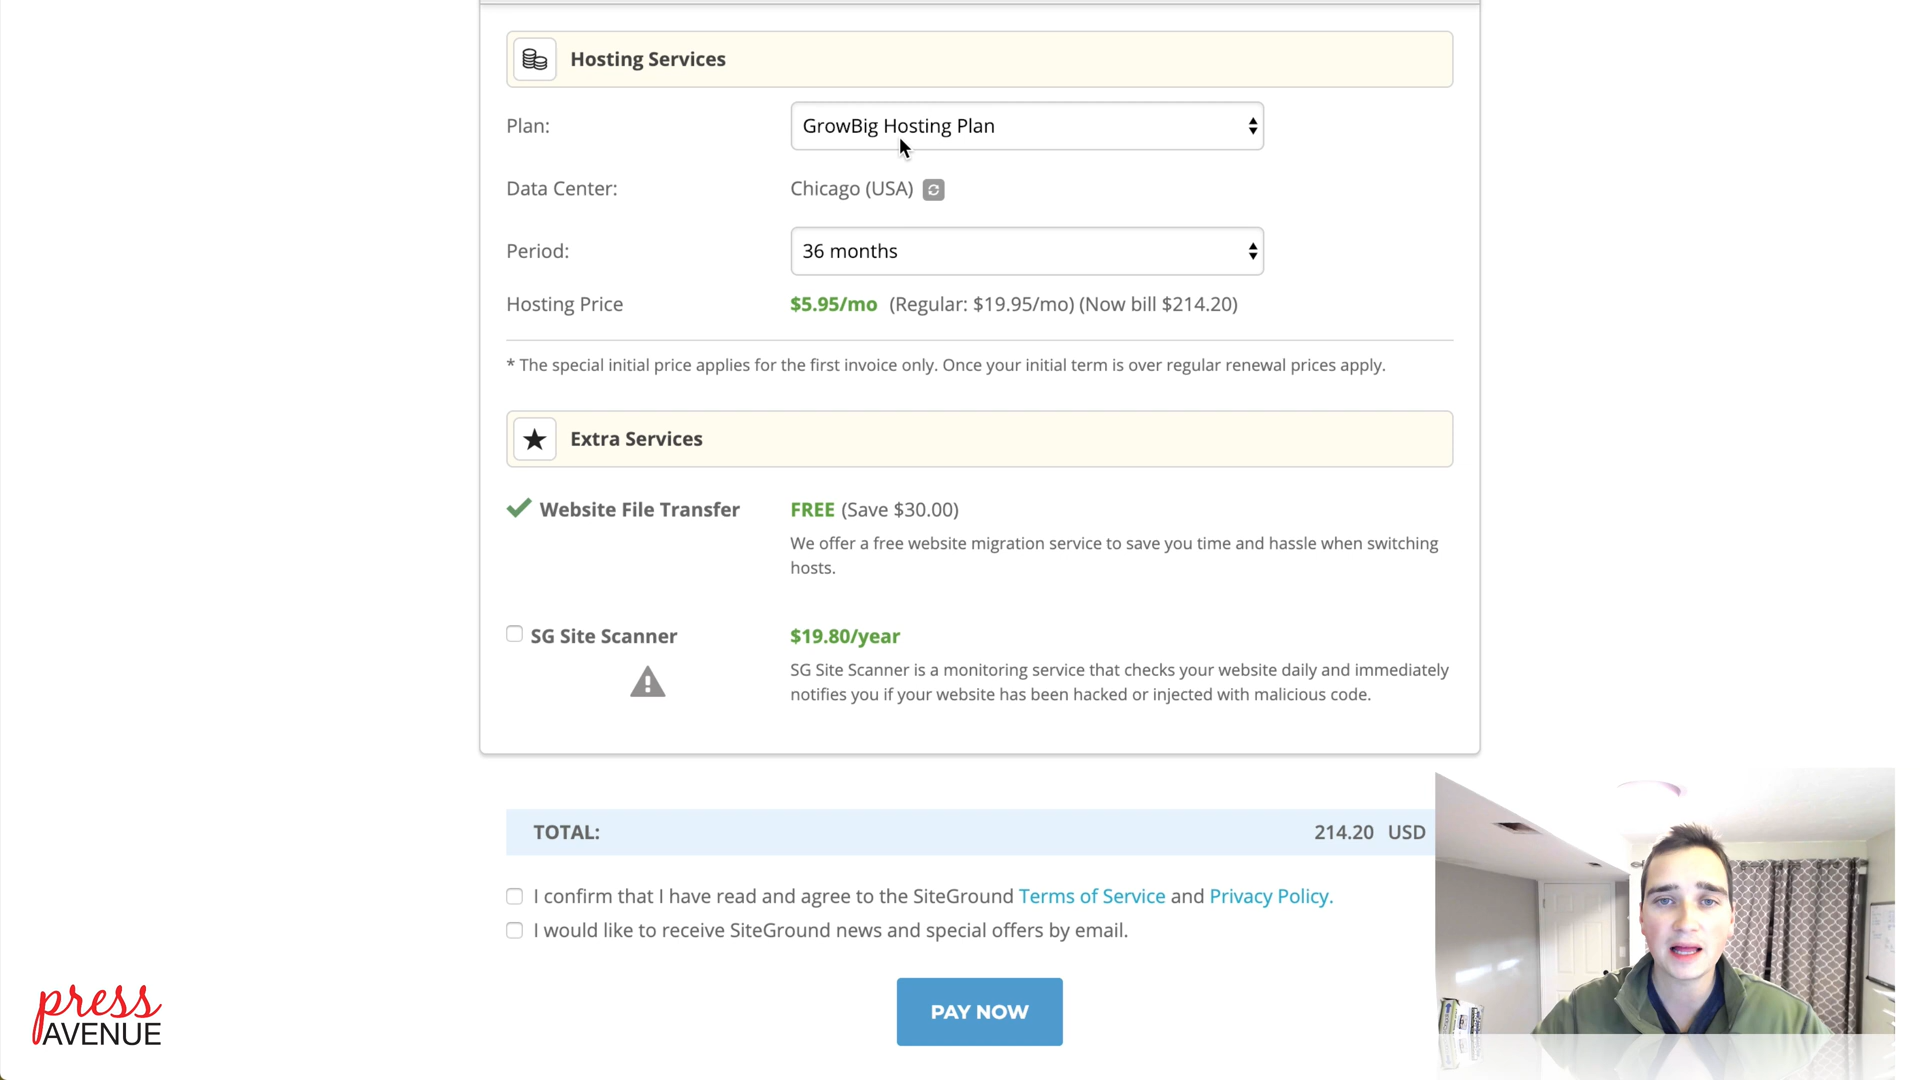 Hosting Services
Plan:
GrowBig Hosting Plan
Data Center:
Chicago (USA)
Period:
36 months
Hosting Price
$5.95/mo (Regular: $19.95/mo) (Now bill $214.20)
* The special initial price applies for the first invoice only. Once your initial term is over regular renewal prices apply.
Extra Services
Website File Transfer
FREE (Save $30.00)
We offer a free website migration service to save you time and hassle when switching
hosts.
SG Site Scanner
$19.80/year
SG Site Scanner is a monitoring service that checks your website daily and immediately
notifies you if your website has been hacked or injected with malicious code.
TOTAL:
214.20 USD
I confirm that I have read and agree to the SiteGround Terms of Service and Privacy Policy.
I would like to receive SiteGround news and special offers by email.
PAY NOW
press
AVENUE